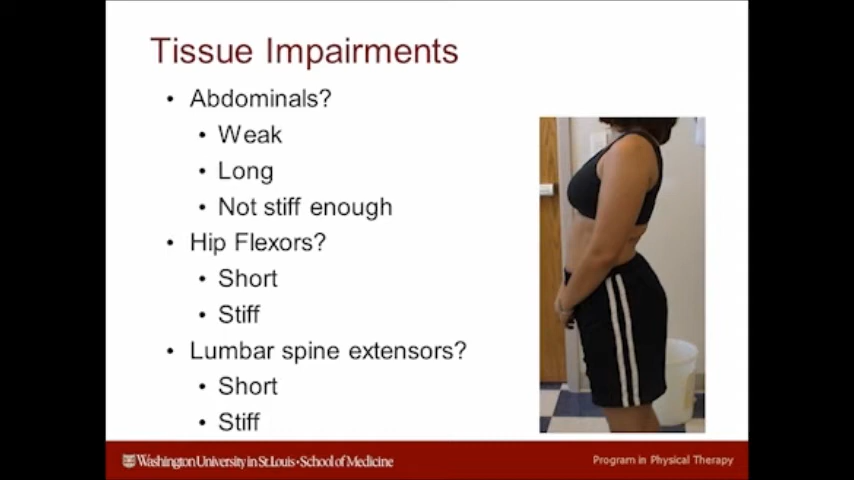 Tissue Impairments
• Abdominals?
• Weak
• Long
• Not stiff enough
• Hip Flexors?
• Short
• Stiff
• Lumbar spine extensors?
• Short
• Stiff
Washington University in St. Louis • School of Medicine
Program in Physical Therapy